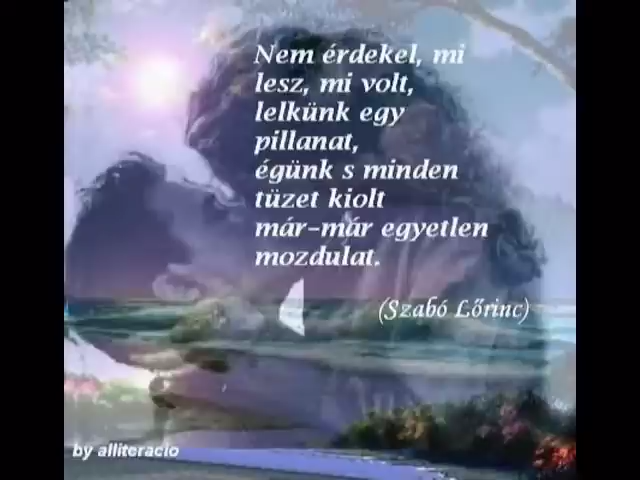 Nem érdekel, mi
lesz, mi volt,
lelkünk egy
pillanat,
égünk s minden
tüzet kiolt
már-már egyetlen
mozdulat.
(Szabó Lőrinc)
by alliteracio